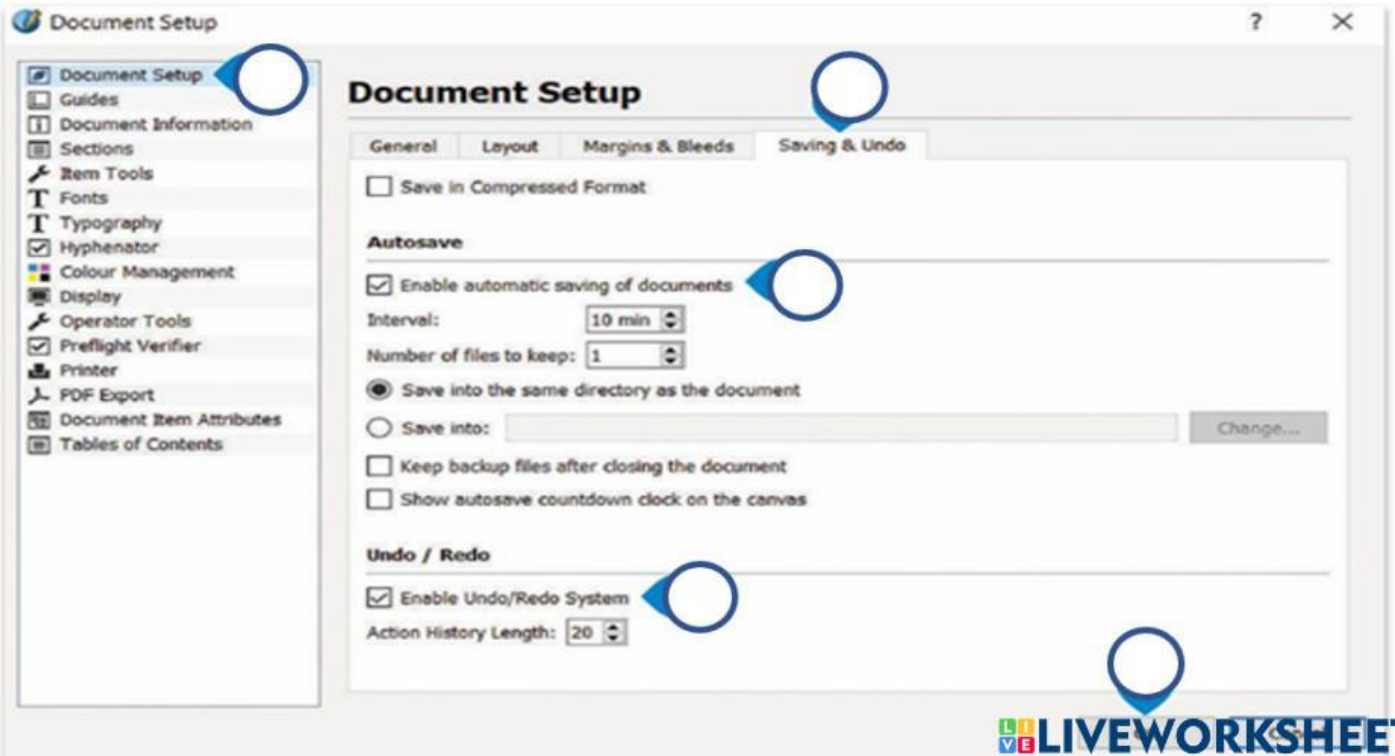 Document Setup
?
Document Setup
Guides
Document Information
Sections
Item Tools
Fonts
Typography
Hyphenator
Colour Management
Display
Operator Tools
Preflight Verifier
Printer
PDF Export
Document Item Attributes
Tables of Contents
Document Setup
General Layout Margins & Bleeds Saving & Undo
Save in Compressed Format
Autosave
Enable automatic saving of documents
Interval: 10 min
Number of files to keep: 1
Save into the same directory as the document
Save into: Change...
Keep backup files after closing the document
Show autosave countdown clock on the canvas
Undo / Redo
Enable Undo/Redo System
Action History Length: 20
LIVE LIVEWORKSHEET